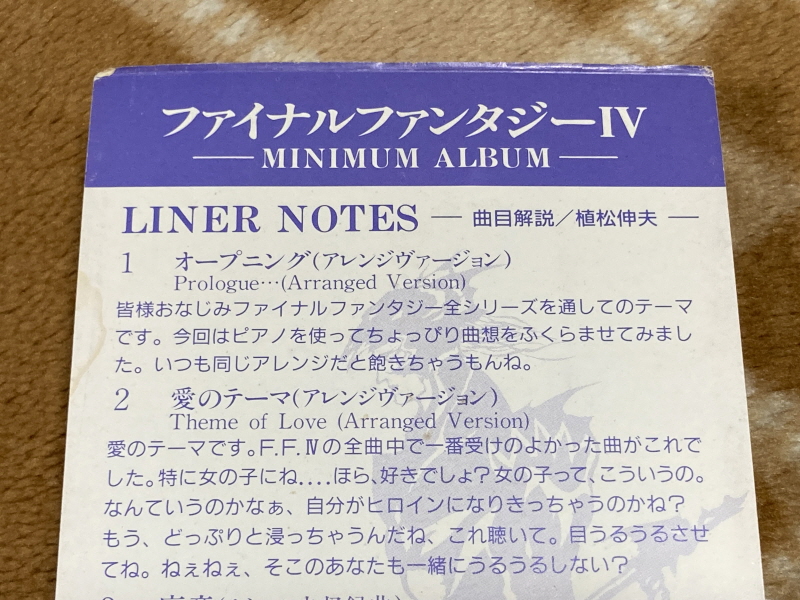 ファイナルファンタジーIV
MINIMUM ALBUM
LINER NOTES — 曲目解説／植松伸夫 —
1 オープニング(アレンジヴァージョン)
Prologue…(Arranged Version)
皆様おなじみファイナルファンタジー全シリーズを通してのテーマ
です。今回はピアノを使ってちょっぴり曲想をふくらませてみまし
た。いつも同じアレンジだと飽きちゃうもんね。
2 愛のテーマ(アレンジヴァージョン)
Theme of Love (Arranged Version)
愛のテーマです。F.F.Ⅳの全曲中で一番受けのよかった曲がこれで
した。特に女の子にね....ほら、好きでしょ？女の子って、こういうの。
なんていうのかなぁ、自分がヒロインになりきっちゃうのかね？
もう、どっぷりと浸っちゃうんだね、これ聴いて。目うるうるさせ
てね。ねぇねぇ、そこのあなたも一緒にうるうるしない？